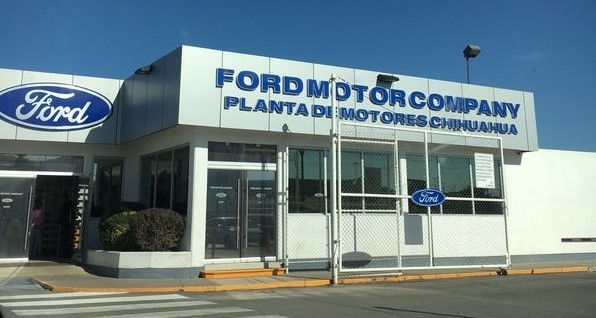 Ford
FORD MOTOR COMPANY
PLANTA DE MOTORES CHIHUAHUA
Ford